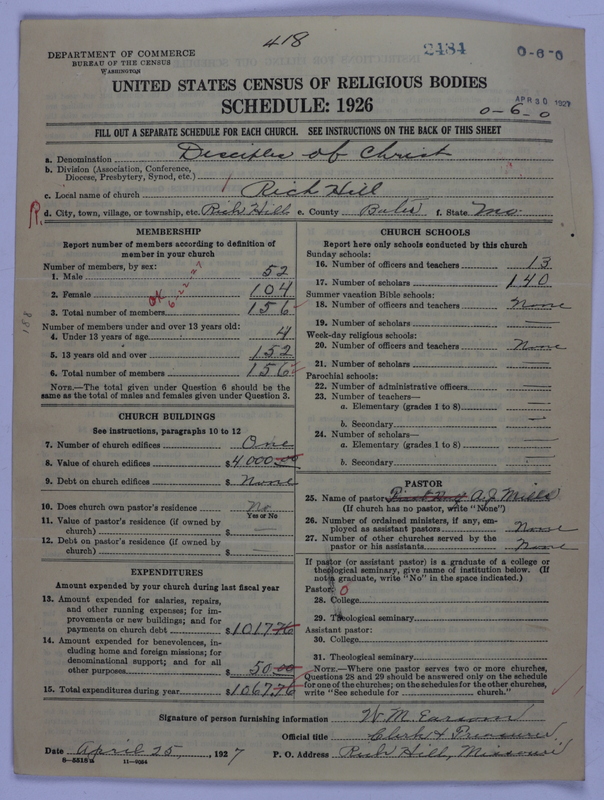 418
2484
0-6-0
DEPARTMENT OF COMMERCE
BUREAU OF THE CENSUS
WASHINGTON
UNITED STATES CENSUS OF RELIGIOUS BODIES
SCHEDULE: 1926
APR 30 1927
0-6-0
FILL OUT A SEPARATE SCHEDULE FOR EACH CHURCH. SEE INSTRUCTIONS ON THE BACK OF THIS SHEET
a. Denomination Disciples of Christ
b. Division (Association, Conference,
Diocese, Presbytery, Synod, etc.)
c. Local name of church Rich Hill
R. d. City, town, village, or township, etc. Rich Hill e. County Bates f. State Mo
MEMBERSHIP
Report number of members according to definition of
member in your church
Number of members, by sex:
1. Male 52
2. Female 104
3. Total number of members 156
OK 6-22-27
Number of members under and over 13 years old:
4. Under 13 years of age 4
5. 13 years old and over 152
6. Total number of members 156
188
NOTE.—The total given under Question 6 should be the
same as the total of males and females given under Question 3.
CHURCH BUILDINGS
See instructions, paragraphs 10 to 12
7. Number of church edifices One
8. Value of church edifices $4000.00
9. Debt on church edifices $ None
10. Does church own pastor's residence No
Yes or No
11. Value of pastor's residence (if owned by
church) $
12. Debt on pastor's residence (if owned by
church) $
EXPENDITURES
Amount expended by your church during last fiscal year
13. Amount expended for salaries, repairs,
and other running expenses; for im-
provements or new buildings; and for
payments on church debt $1017.76
14. Amount expended for benevolences, in-
cluding home and foreign missions; for
denominational support; and for all
other purposes $ 50.00
15. Total expenditures during year $1067.76
CHURCH SCHOOLS
Report here only schools conducted by this church
Sunday schools:
16. Number of officers and teachers 13
17. Number of scholars 140
Summer vacation Bible schools:
18. Number of officers and teachers None
19. Number of scholars
Week-day religious schools:
20. Number of officers and teachers None
21. Number of scholars
Parochial schools:
22. Number of administrative officers
23. Number of teachers—
a. Elementary (grades 1 to 8)
b. Secondary
24. Number of scholars—
a. Elementary (grades 1 to 8)
b. Secondary
PASTOR
25. Name of pastor A.J. Mills
(If church has no pastor, write "None")
26. Number of ordained ministers, if any, em-
ployed as assistant pastors None
27. Number of other churches served by the
pastor or his assistants None
If pastor (or assistant pastor) is a graduate of a college or
theological seminary, give name of institution below. (If
not a graduate, write "No" in the space indicated.)
Pastor: 0
28. College
29. Theological seminary
Assistant pastor:
30. College
31. Theological seminary
NOTE.—Where one pastor serves two or more churches,
Questions 28 and 29 should be answered only on the schedule
for one of the churches; on the schedules for the other churches,
write "See schedule for church."
Signature of person furnishing information W.M. Earsom
Official title Clerk & Treasurer
Date April 25, 1927 P. O. Address Rich Hill, Missouri
8-5518a 11-9054